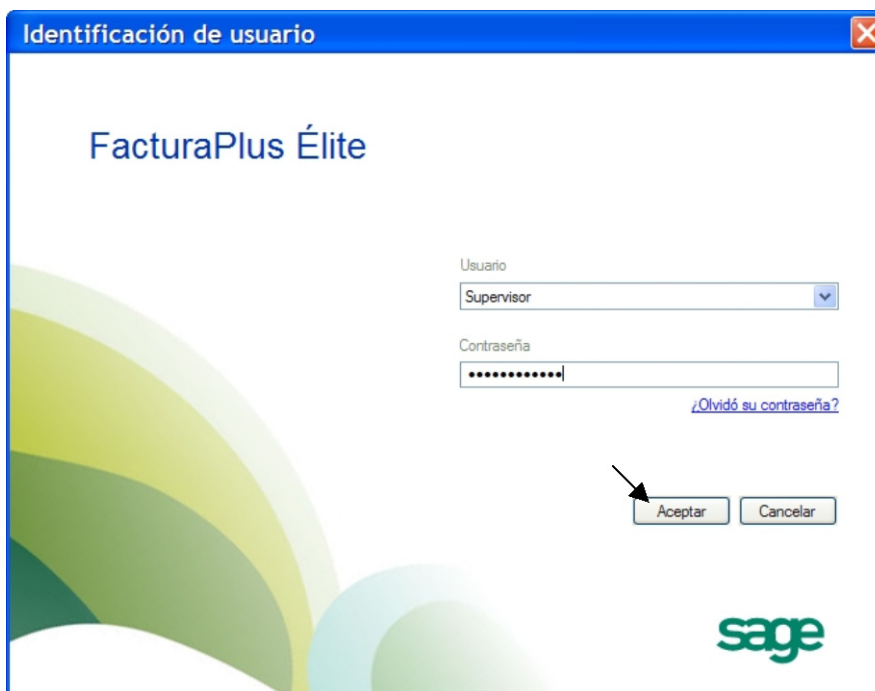 Identificación de usuario
FacturaPlus Élite
Usuario
Supervisor
Contraseña
••••••••••••
¿Olvidó su contraseña?
Aceptar Cancelar
sage